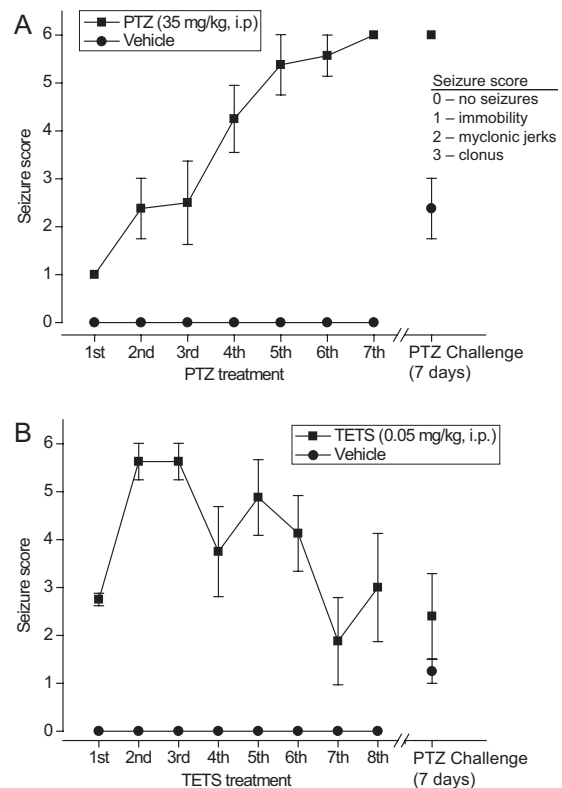 A
PTZ (35 mg/kg, i.p)
Vehicle
6
5
4
3
2
1
0
Seizure score
Seizure score
0 – no seizures
1 – immobility
2 – myclonic jerks
3 – clonus
1st 2nd 3rd 4th 5th 6th 7th
PTZ treatment
PTZ Challenge
(7 days)
B
TETS (0.05 mg/kg, i.p.)
Vehicle
6
5
4
3
2
1
0
Seizure score
1st 2nd 3rd 4th 5th 6th 7th 8th
TETS treatment
PTZ Challenge
(7 days)